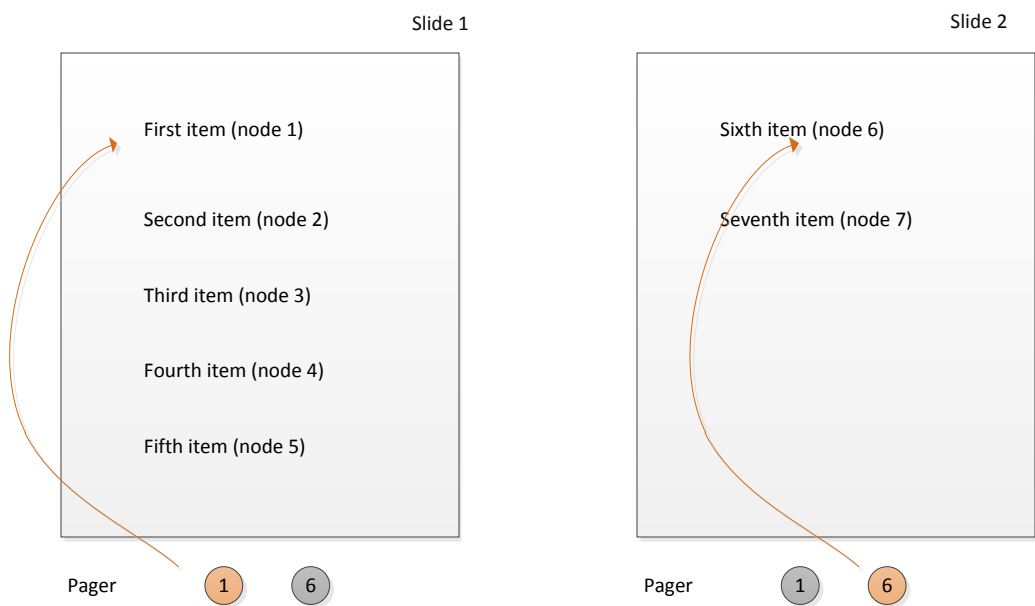 Slide 1
First item (node 1)
Second item (node 2)
Third item (node 3)
Fourth item (node 4)
Fifth item (node 5)
Pager 1 6
Slide 2
Sixth item (node 6)
Seventh item (node 7)
Pager 1 6